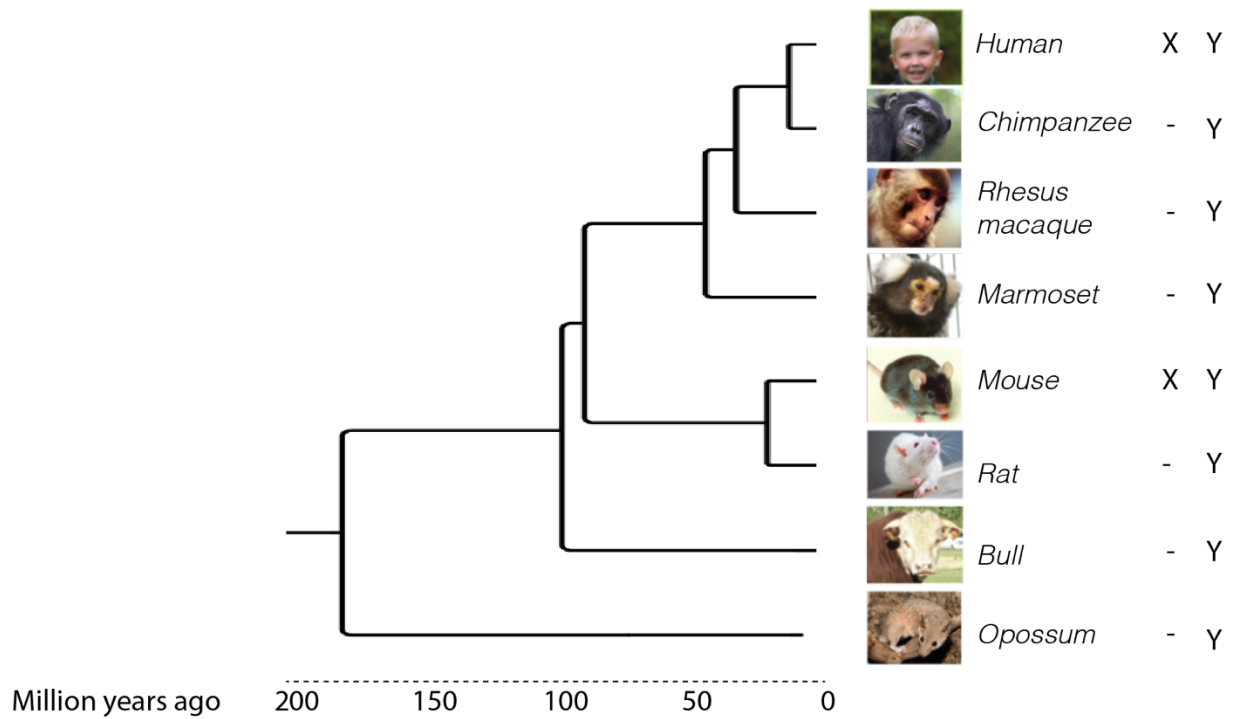 Human X Y
Chimpanzee - Y
Rhesus
macaque - Y
Marmoset - Y
Mouse X Y
Rat - Y
Bull - Y
Opossum - Y
Million years ago 200 150 100 50 0